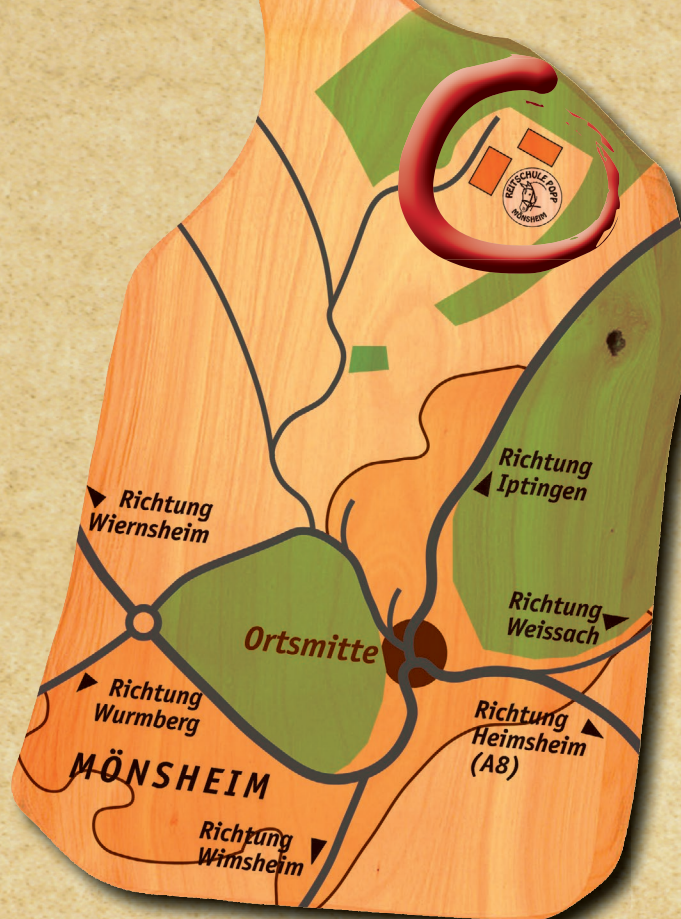 REITSCHULE POPP
MÖNSHEIM
Richtung
Iptingen
Richtung
Wiernsheim
Richtung
Weissach
Ortsmitte
Richtung
Wurmberg
Richtung
Heimsheim
(A8)
MÖNSHEIM
Richtung
Wimsheim